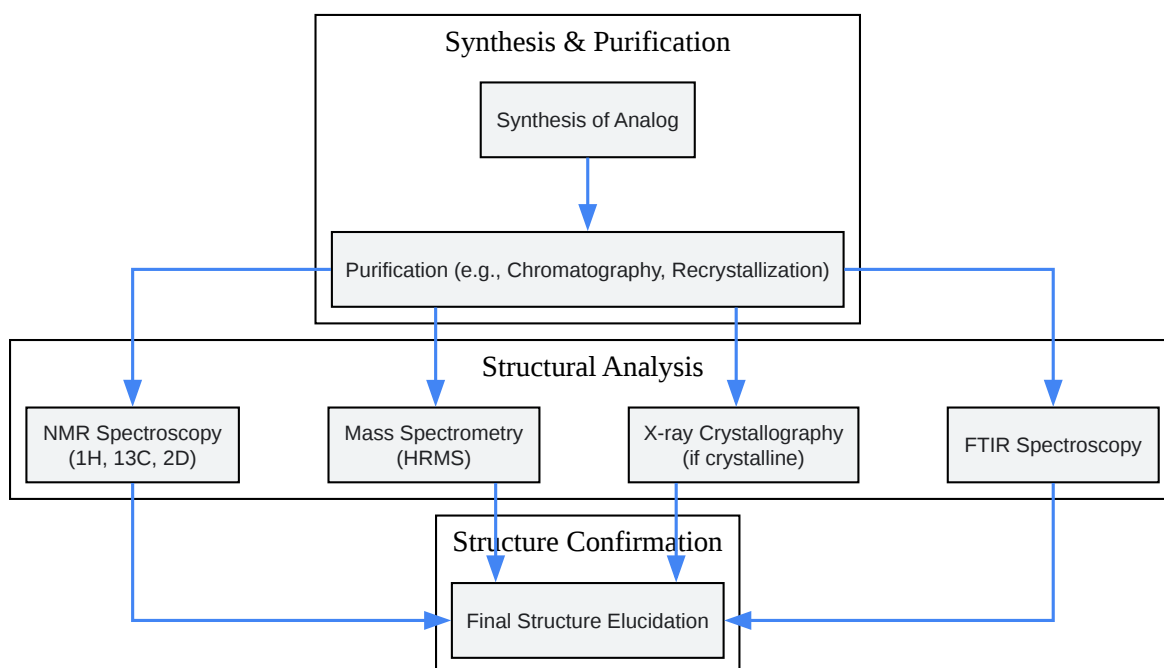 Synthesis & Purification
Synthesis of Analog
Purification (e.g., Chromatography, Recrystallization)
Structural Analysis
NMR Spectroscopy
(1H, 13C, 2D)
Mass Spectrometry
(HRMS)
X-ray Crystallography
(if crystalline)
FTIR Spectroscopy
Structure Confirmation
Final Structure Elucidation